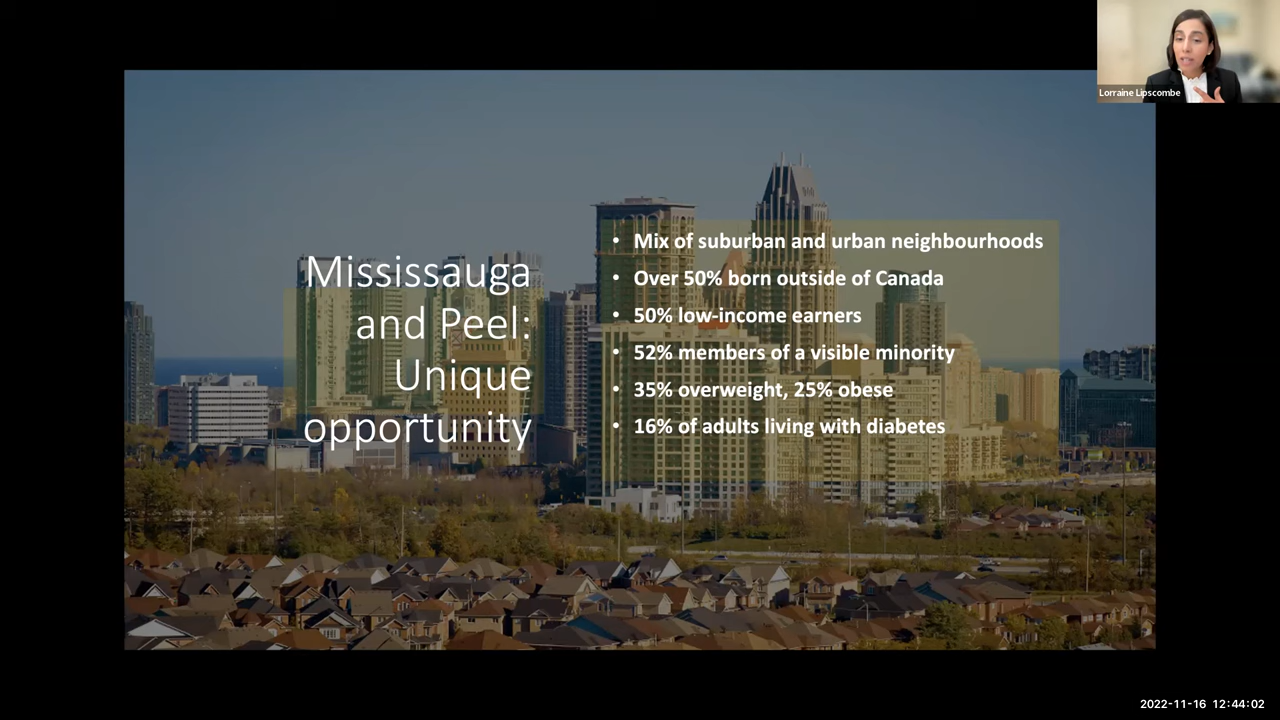 Lorraine Lipscombe
Mississauga
and Peel:
Unique
opportunity
• Mix of suburban and urban neighbourhoods
• Over 50% born outside of Canada
• 50% low-income earners
• 52% members of a visible minority
• 35% overweight, 25% obese
• 16% of adults living with diabetes
2022-11-16 12:44:02